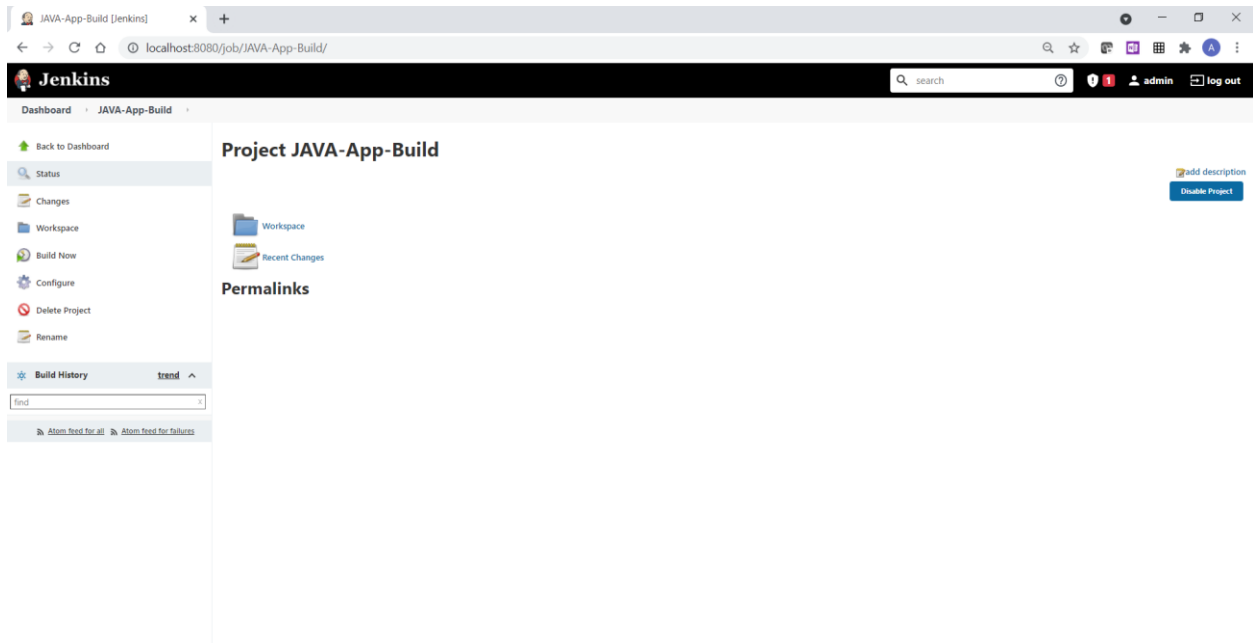 JAVA-App-Build [Jenkins]
localhost:8080/job/JAVA-App-Build/
A
Jenkins
search
1
admin
log out
Dashboard
JAVA-App-Build
Back to Dashboard
Status
Changes
Workspace
Build Now
Configure
Delete Project
Rename
Build History
trend
find
x
Atom feed for all
Atom feed for failures
Project JAVA-App-Build
add description
Disable Project
Workspace
Recent Changes
Permalinks